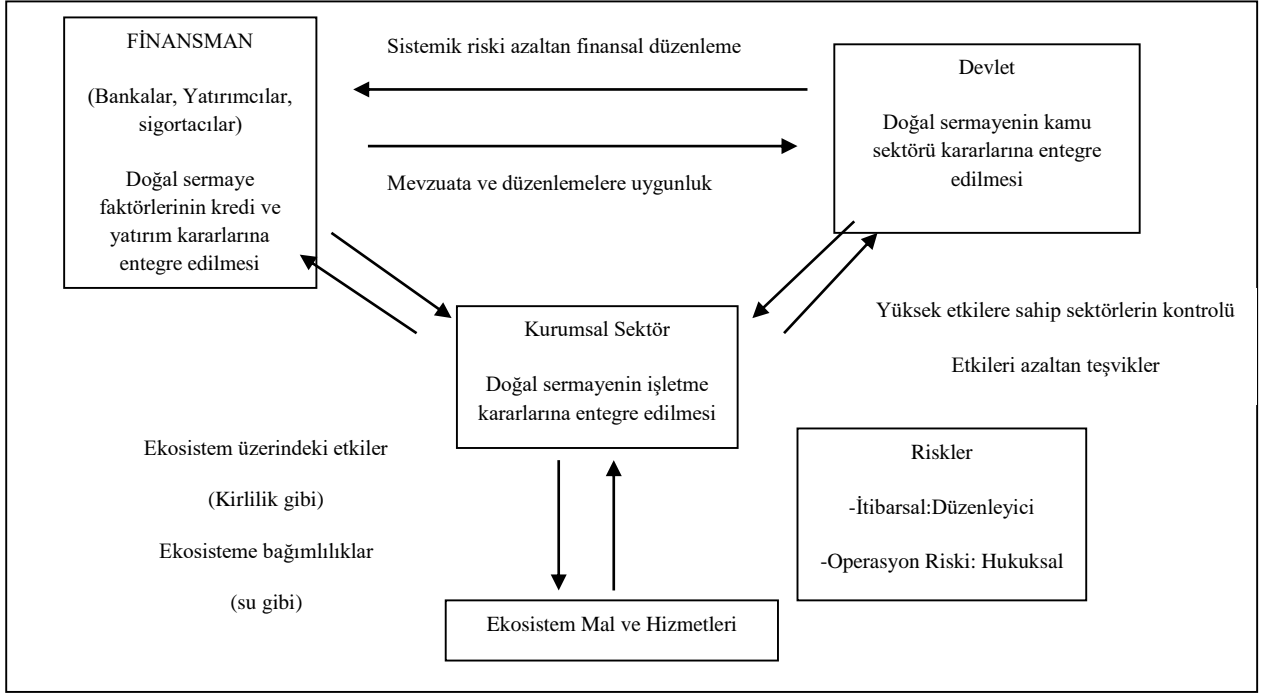 FİNANSMAN
(Bankalar, Yatırımcılar,
sigortacılar)
Doğal sermaye
faktörlerinin kredi ve
yatırım kararlarına
entegre edilmesi
Sistemik riski azaltan finansal düzenleme
Mevzuata ve düzenlemelere uygunluk
Devlet
Doğal sermayenin kamu
sektörü kararlarına entegre
edilmesi
Kurumsal Sektör
Doğal sermayenin işletme
kararlarına entegre edilmesi
Yüksek etkilere sahip sektörlerin kontrolü
Etkileri azaltan teşvikler
Ekosistem üzerindeki etkiler
(Kirlilik gibi)
Ekosisteme bağımlılıklar
(su gibi)
Riskler
-İtibarsal:Düzenleyici
-Operasyon Riski: Hukuksal
Ekosistem Mal ve Hizmetleri